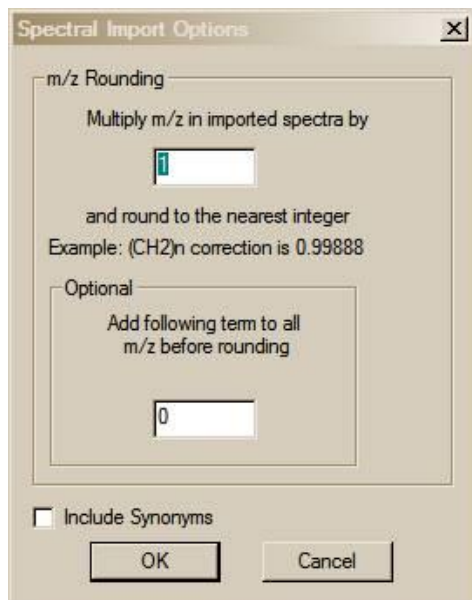 Spectral Import Options
m/z Rounding
Multiply m/z in imported spectra by
1
and round to the nearest integer
Example: (CH2)n correction is 0.99888
Optional
Add following term to all
m/z before rounding
0
Include Synonyms
OK
Cancel